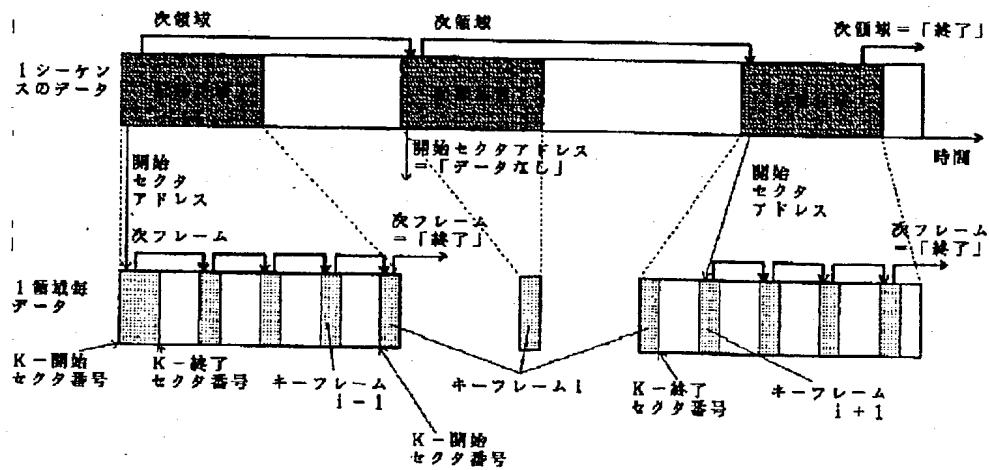 次領域
次領域
次領域=「終了」
1シーケン
スのデータ
時間
開始
セクタ
アドレス
開始セクタアドレス
=「データなし」
開始
セクタ
アドレス
次フレーム
次フレーム
=「終了」
次フレーム
=「終了」
1領域毎
データ
K-開始
セクタ番号
K-終了
セクタ番号
キーフレーム
i-1
K-開始
セクタ番号
キーフレームi
K-終了
セクタ番号
キーフレーム
i+1